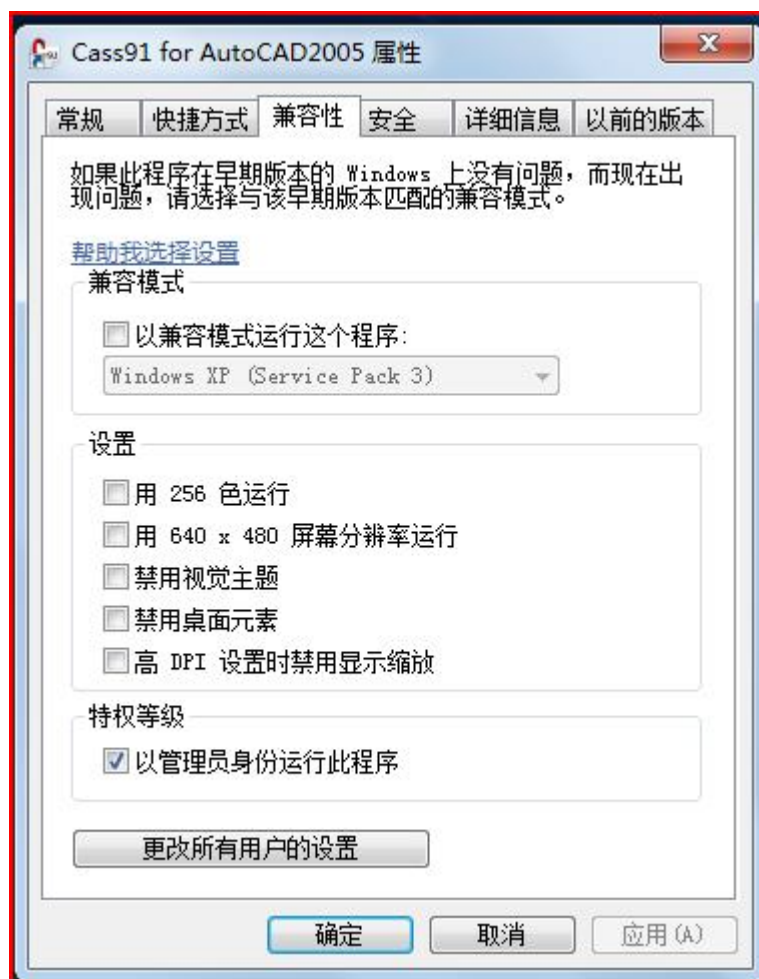 Cass91 for AutoCAD2005 属性
常规 快捷方式 兼容性 安全 详细信息 以前的版本
如果此程序在早期版本的 Windows 上没有问题，而现在出
现问题，请选择与该早期版本匹配的兼容模式。
帮助我选择设置
兼容模式
以兼容模式运行这个程序:
Windows XP (Service Pack 3)
设置
用 256 色运行
用 640 x 480 屏幕分辨率运行
禁用视觉主题
禁用桌面元素
高 DPI 设置时禁用显示缩放
特权等级
以管理员身份运行此程序
更改所有用户的设置
确定 取消 应用(A)